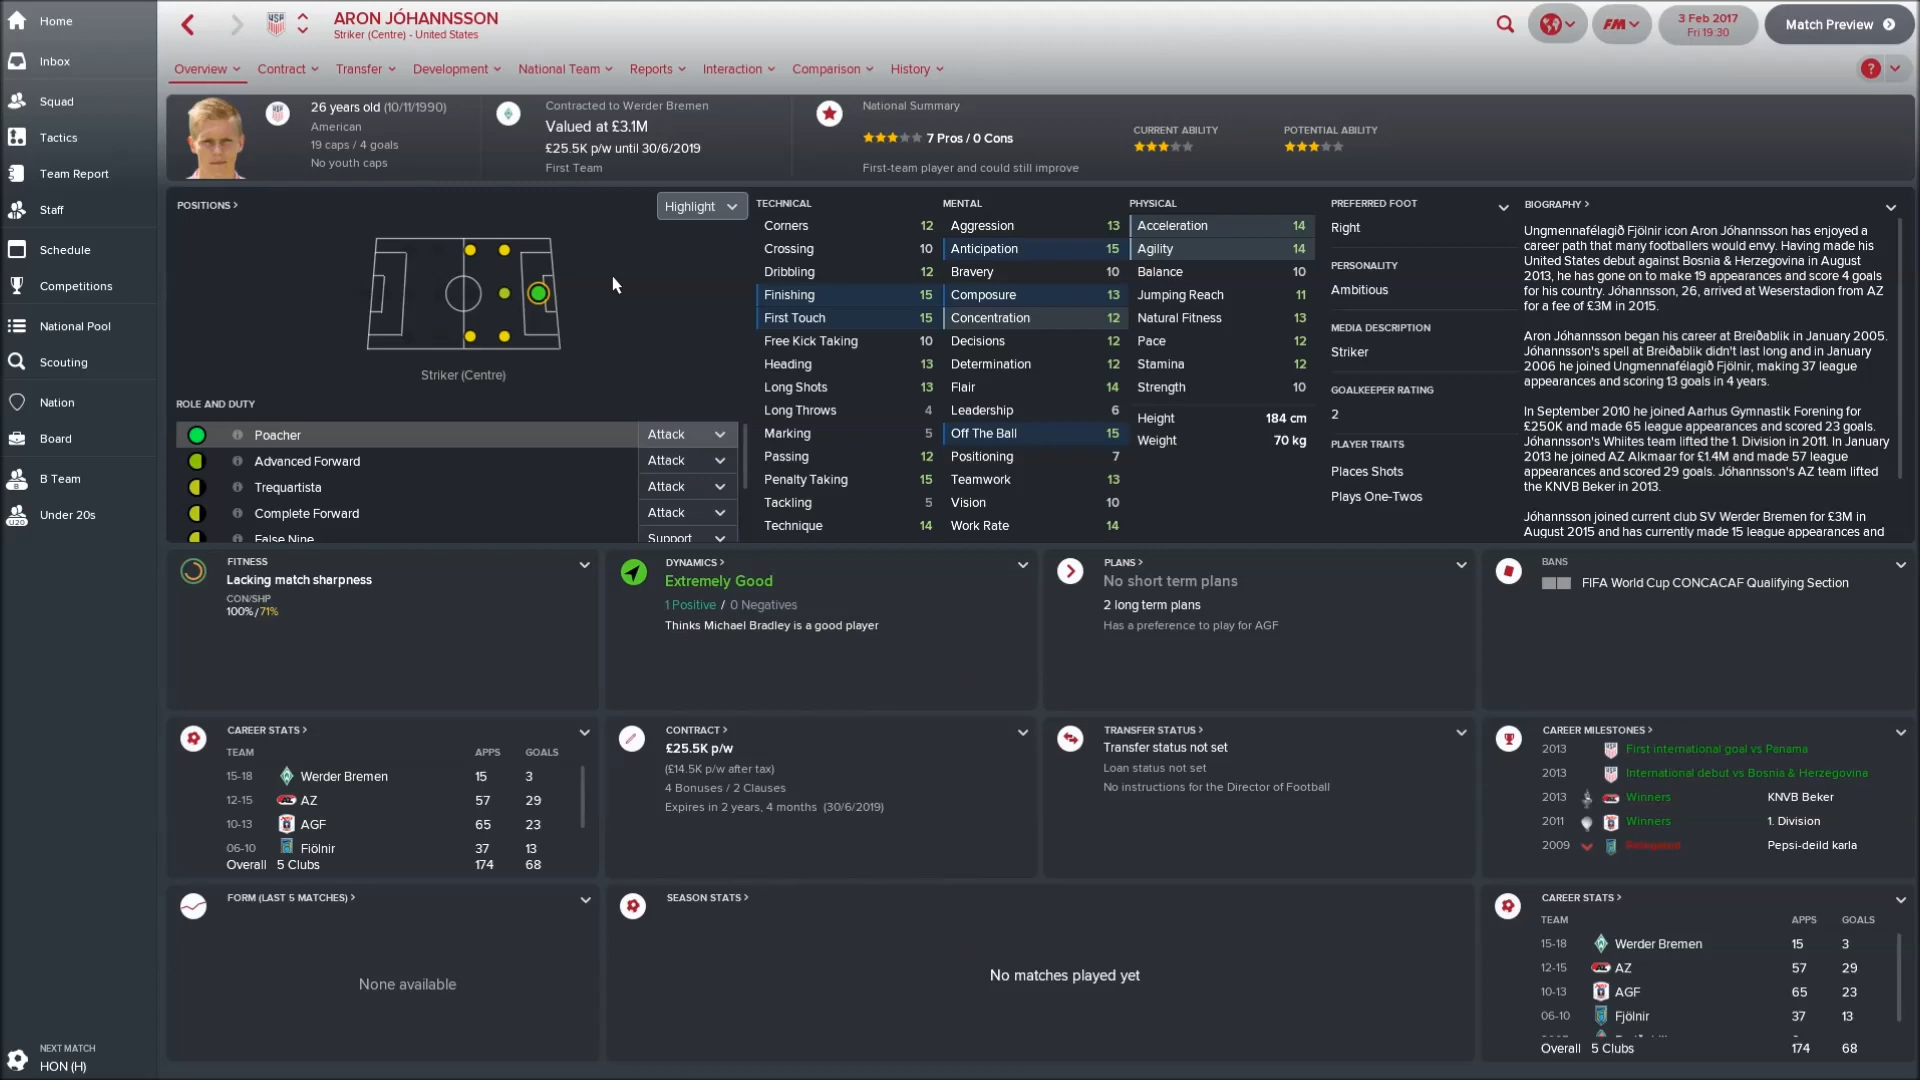 Home
Inbox
Squad
Tactics
Team Report
Staff
Schedule
Competitions
National Pool
Scouting
Nation
Board
B Team
Under 20s
NEXT MATCH
HON (H)
ARON JÓHANNSSON
Striker (Centre) - United States
3 Feb 2017
Fri 19:30
FM
Match Preview
Overview
Contract
Transfer
Development
National Team
Reports
Interaction
Comparison
History
26 years old (10/11/1990)
American
19 caps / 4 goals
No youth caps
Contracted to Werder Bremen
Valued at £3.1M
£25.5K p/w until 30/6/2019
First Team
National Summary
7 Pros / 0 Cons
First-team player and could still improve
CURRENT ABILITY
POTENTIAL ABILITY
POSITIONS >
Highlight
Striker (Centre)
ROLE AND DUTY
Poacher Attack
Advanced Forward Attack
Trequartista Attack
Complete Forward Attack
False Nine Support
TECHNICAL
Corners 12
Crossing 10
Dribbling 12
Finishing 15
First Touch 15
Free Kick Taking 10
Heading 13
Long Shots 13
Long Throws 4
Marking 5
Passing 12
Penalty Taking 15
Tackling 5
Technique 14
MENTAL
Aggression 13
Anticipation 15
Bravery 10
Composure 13
Concentration 12
Decisions 12
Determination 12
Flair 14
Leadership 6
Off The Ball 15
Positioning 7
Teamwork 13
Vision 10
Work Rate 14
PHYSICAL
Acceleration 14
Agility 14
Balance 10
Jumping Reach 11
Natural Fitness 13
Pace 12
Stamina 12
Strength 10
Height 184 cm
Weight 70 kg
PREFERRED FOOT
Right
PERSONALITY
Ambitious
MEDIA DESCRIPTION
Striker
GOALKEEPER RATING
2
PLAYER TRAITS
Places Shots
Plays One-Twos
BIOGRAPHY >
Ungmennafélagið Fjölnir icon Aron Jóhannsson has enjoyed a
career path that many footballers would envy. Having made his
United States debut against Bosnia & Herzegovina in August
2013, he has gone on to make 19 appearances and score 4 goals
for his country. Jóhannsson, 26, arrived at Weserstadion from AZ
for a fee of £3M in 2015.
Aron Jóhannsson began his career at Breiðablik in January 2005.
Jóhannsson's spell at Breiðablik didn't last long and in January
2006 he joined Ungmennafélagið Fjölnir, making 37 league
appearances and scoring 13 goals in 4 years.
In September 2010 he joined Aarhus Gymnastik Forening for
£250K and made 65 league appearances and scored 23 goals.
Jóhannsson's Whiites team lifted the 1. Division in 2011. In January
2013 he joined AZ Alkmaar for £1.4M and made 57 league
appearances and scored 29 goals. Jóhannsson's AZ team lifted
the KNVB Beker in 2013.
Jóhannsson joined current club SV Werder Bremen for £3M in
August 2015 and has currently made 15 league appearances and
FITNESS
Lacking match sharpness
CON/SHP
100%/71%
DYNAMICS >
Extremely Good
1 Positive / 0 Negatives
Thinks Michael Bradley is a good player
PLANS >
No short term plans
2 long term plans
Has a preference to play for AGF
BANS
FIFA World Cup CONCACAF Qualifying Section
CAREER STATS >
TEAM APPS GOALS
15-18 Werder Bremen 15 3
12-15 AZ 57 29
10-13 AGF 65 23
06-10 Fjölnir 37 13
Overall 5 Clubs 174 68
CONTRACT >
£25.5K p/w
(£14.5K p/w after tax)
4 Bonuses / 2 Clauses
Expires in 2 years, 4 months (30/6/2019)
TRANSFER STATUS >
Transfer status not set
Loan status not set
No instructions for the Director of Football
CAREER MILESTONES >
2013 First international goal vs Panama
2013 International debut vs Bosnia & Herzegovina
2013 Winners KNVB Beker
2011 Winners 1. Division
2009 Relegated Pepsi-deild karla
FORM (LAST 5 MATCHES) >
None available
SEASON STATS >
No matches played yet
CAREER STATS >
TEAM APPS GOALS
15-18 Werder Bremen 15 3
12-15 AZ 57 29
10-13 AGF 65 23
06-10 Fjölnir 37 13
Overall 5 Clubs 174 68